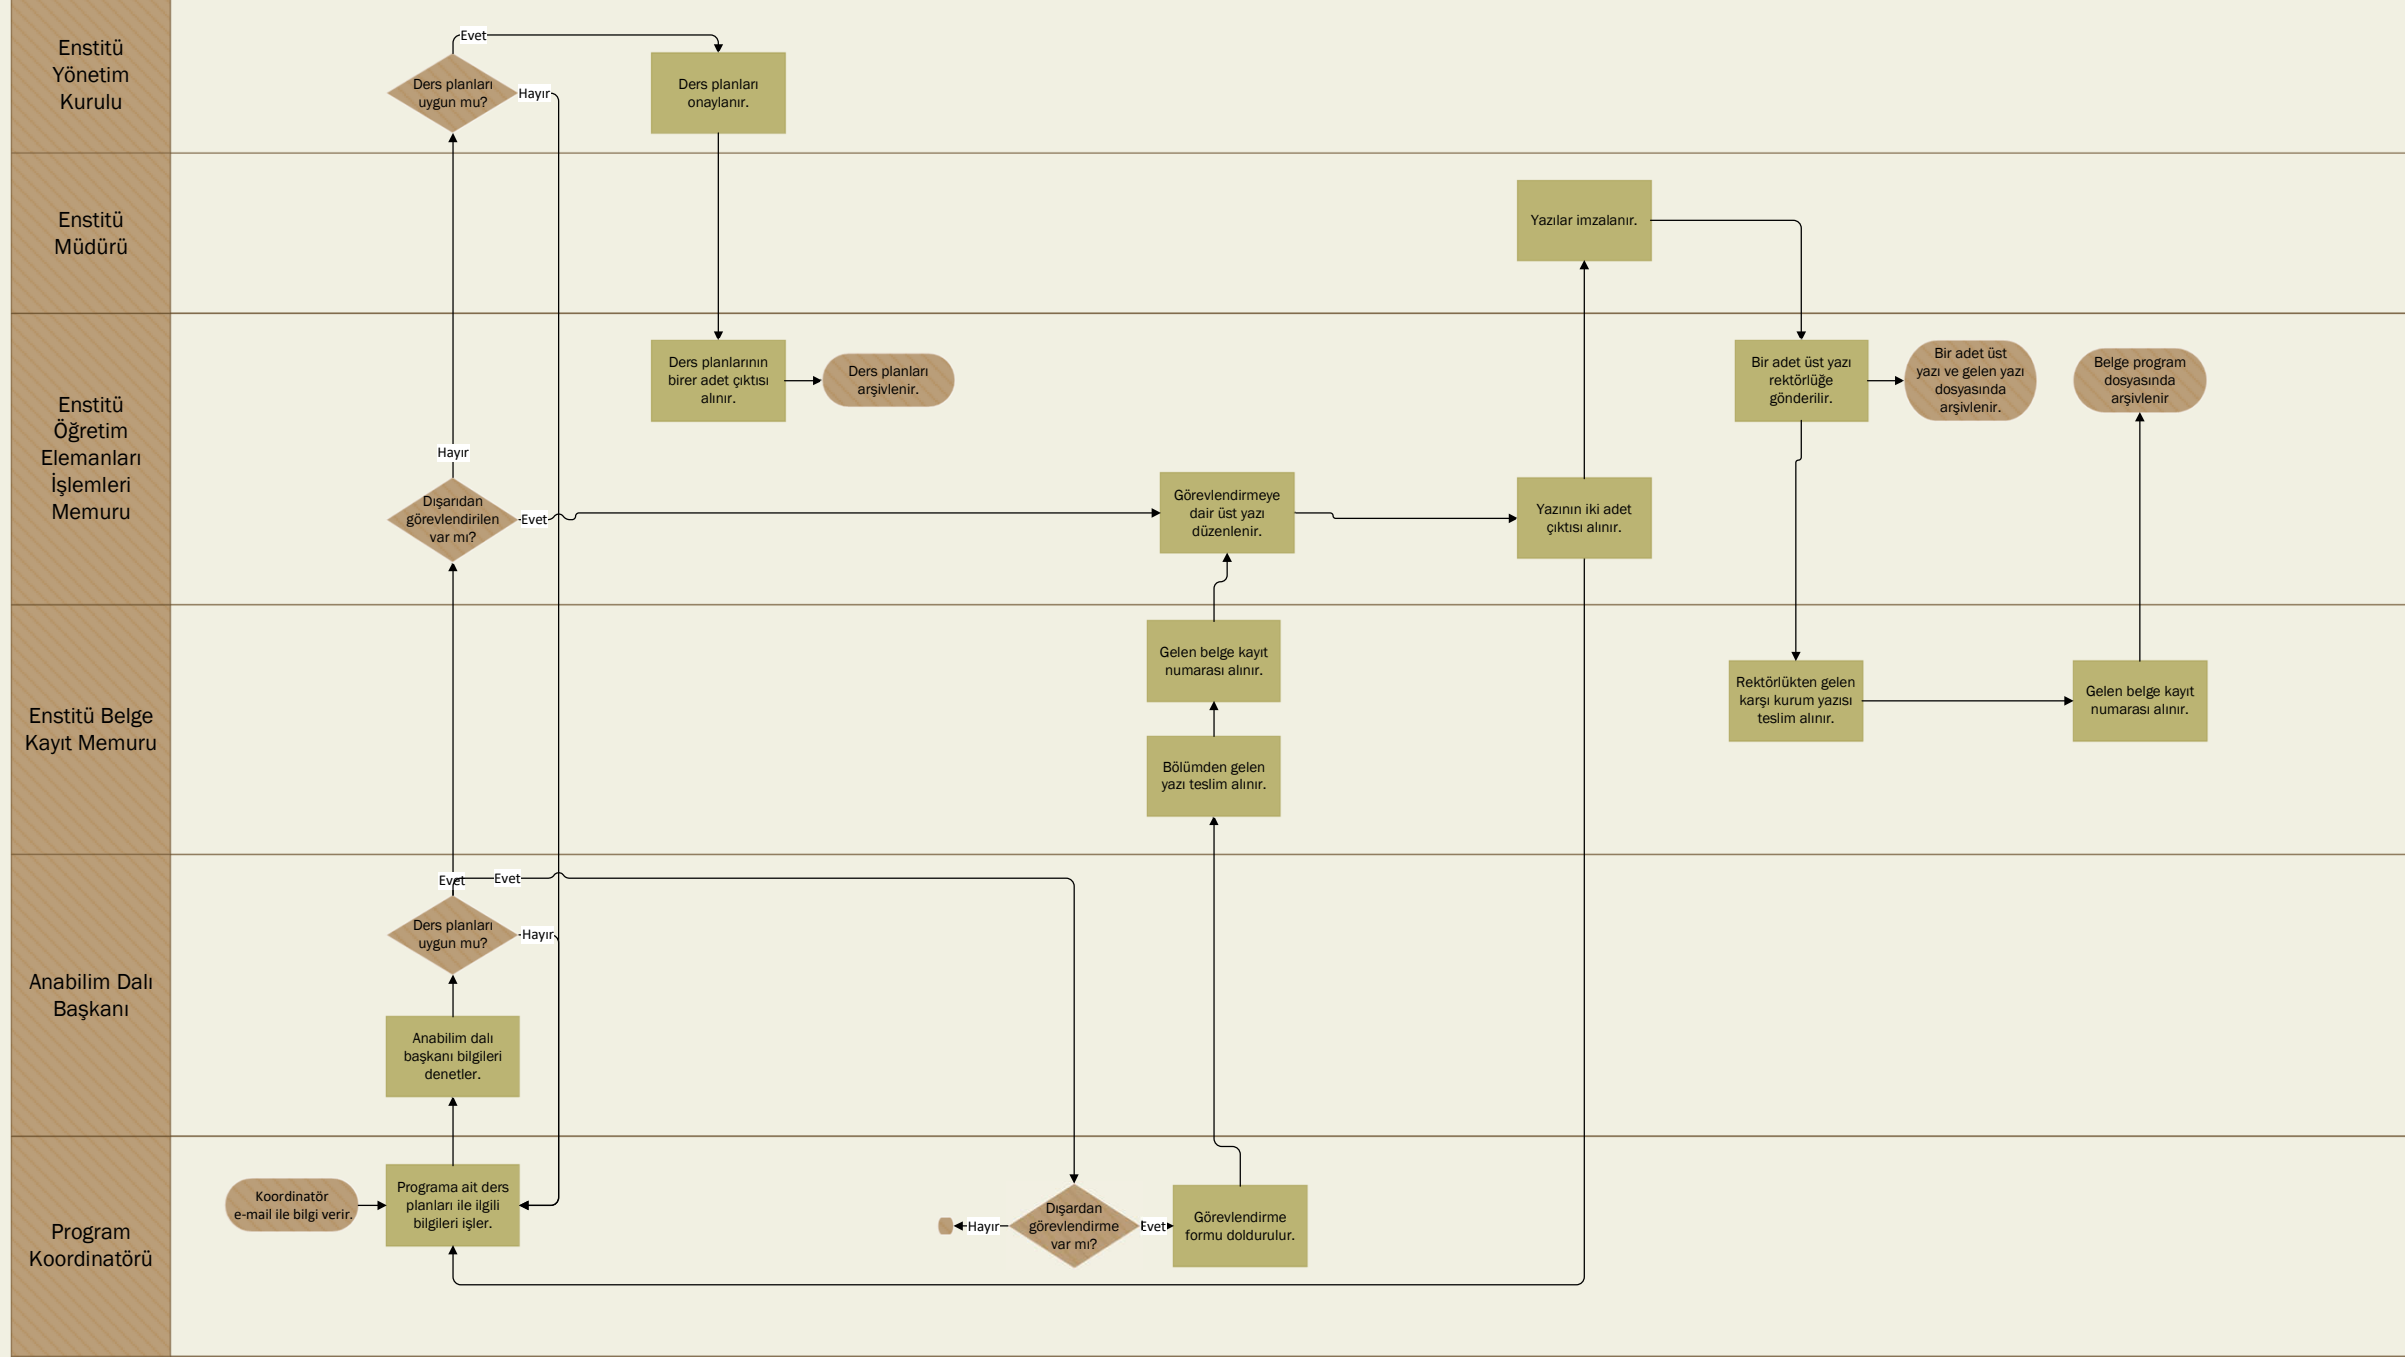 Enstitü
Yönetim
Kurulu
Evet
Ders planları
uygun mu?
Hayır
Ders planları
onaylanır.
Enstitü
Müdürü
Yazılar imzalanır.
Enstitü
Öğretim
Elemanları
İşlemleri
Memuru
Ders planlarının
birer adet çıktısı
alınır.
Ders planları
arşivlenir.
Bir adet üst yazı
rektörlüğe
gönderilir.
Bir adet üst
yazı ve gelen yazı
dosyasında
arşivlenir.
Belge program
dosyasında
arşivlenir
Hayır
Dışarıdan
görevlendirilen
var mı?
Evet
Görevlendirmeye
dair üst yazı
düzenlenir.
Yazının iki adet
çıktısı alınır.
Enstitü Belge
Kayıt Memuru
Gelen belge kayıt
numarası alınır.
Bölümden gelen
yazı teslim alınır.
Rektörlükten gelen
karşı kurum yazısı
teslim alınır.
Gelen belge kayıt
numarası alınır.
Anabilim Dalı
Başkanı
Evet
Evet
Ders planları
uygun mu?
Hayır
Anabilim dalı
başkanı bilgileri
denetler.
Program
Koordinatörü
Koordinatör
e-mail ile bilgi verir.
Programa ait ders
planları ile ilgili
bilgileri işler.
Hayır
Dışardan
görevlendirme
var mı?
Evet
Görevlendirme
formu doldurulur.